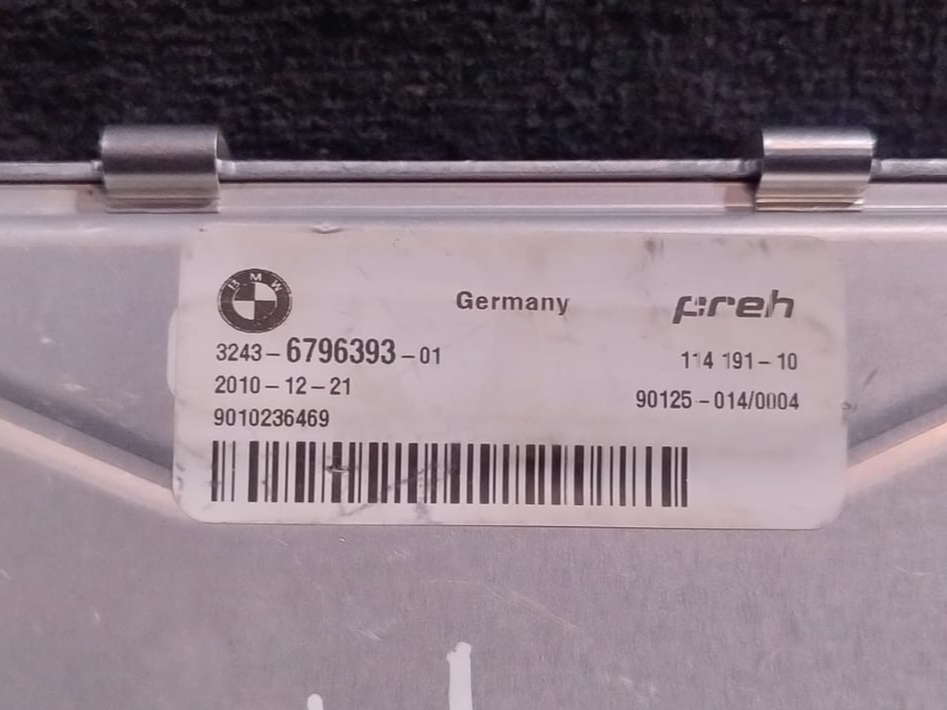 BMW
Germany
preh
3243-6796393-01
114 191-10
2010-12-21
90125-014/0004
9010236469